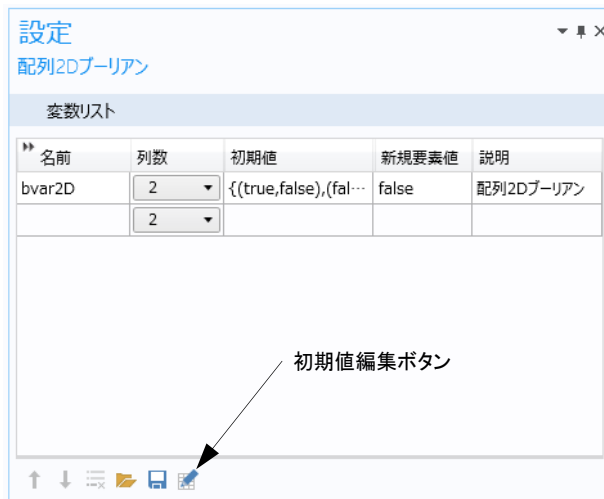 設定
配列2Dブーリアン
変数リスト
名前 列数 初期値 新規要素値 説明
bvar2D 2 {(true,false),(fal… false 配列2Dブーリアン
2
初期値編集ボタン